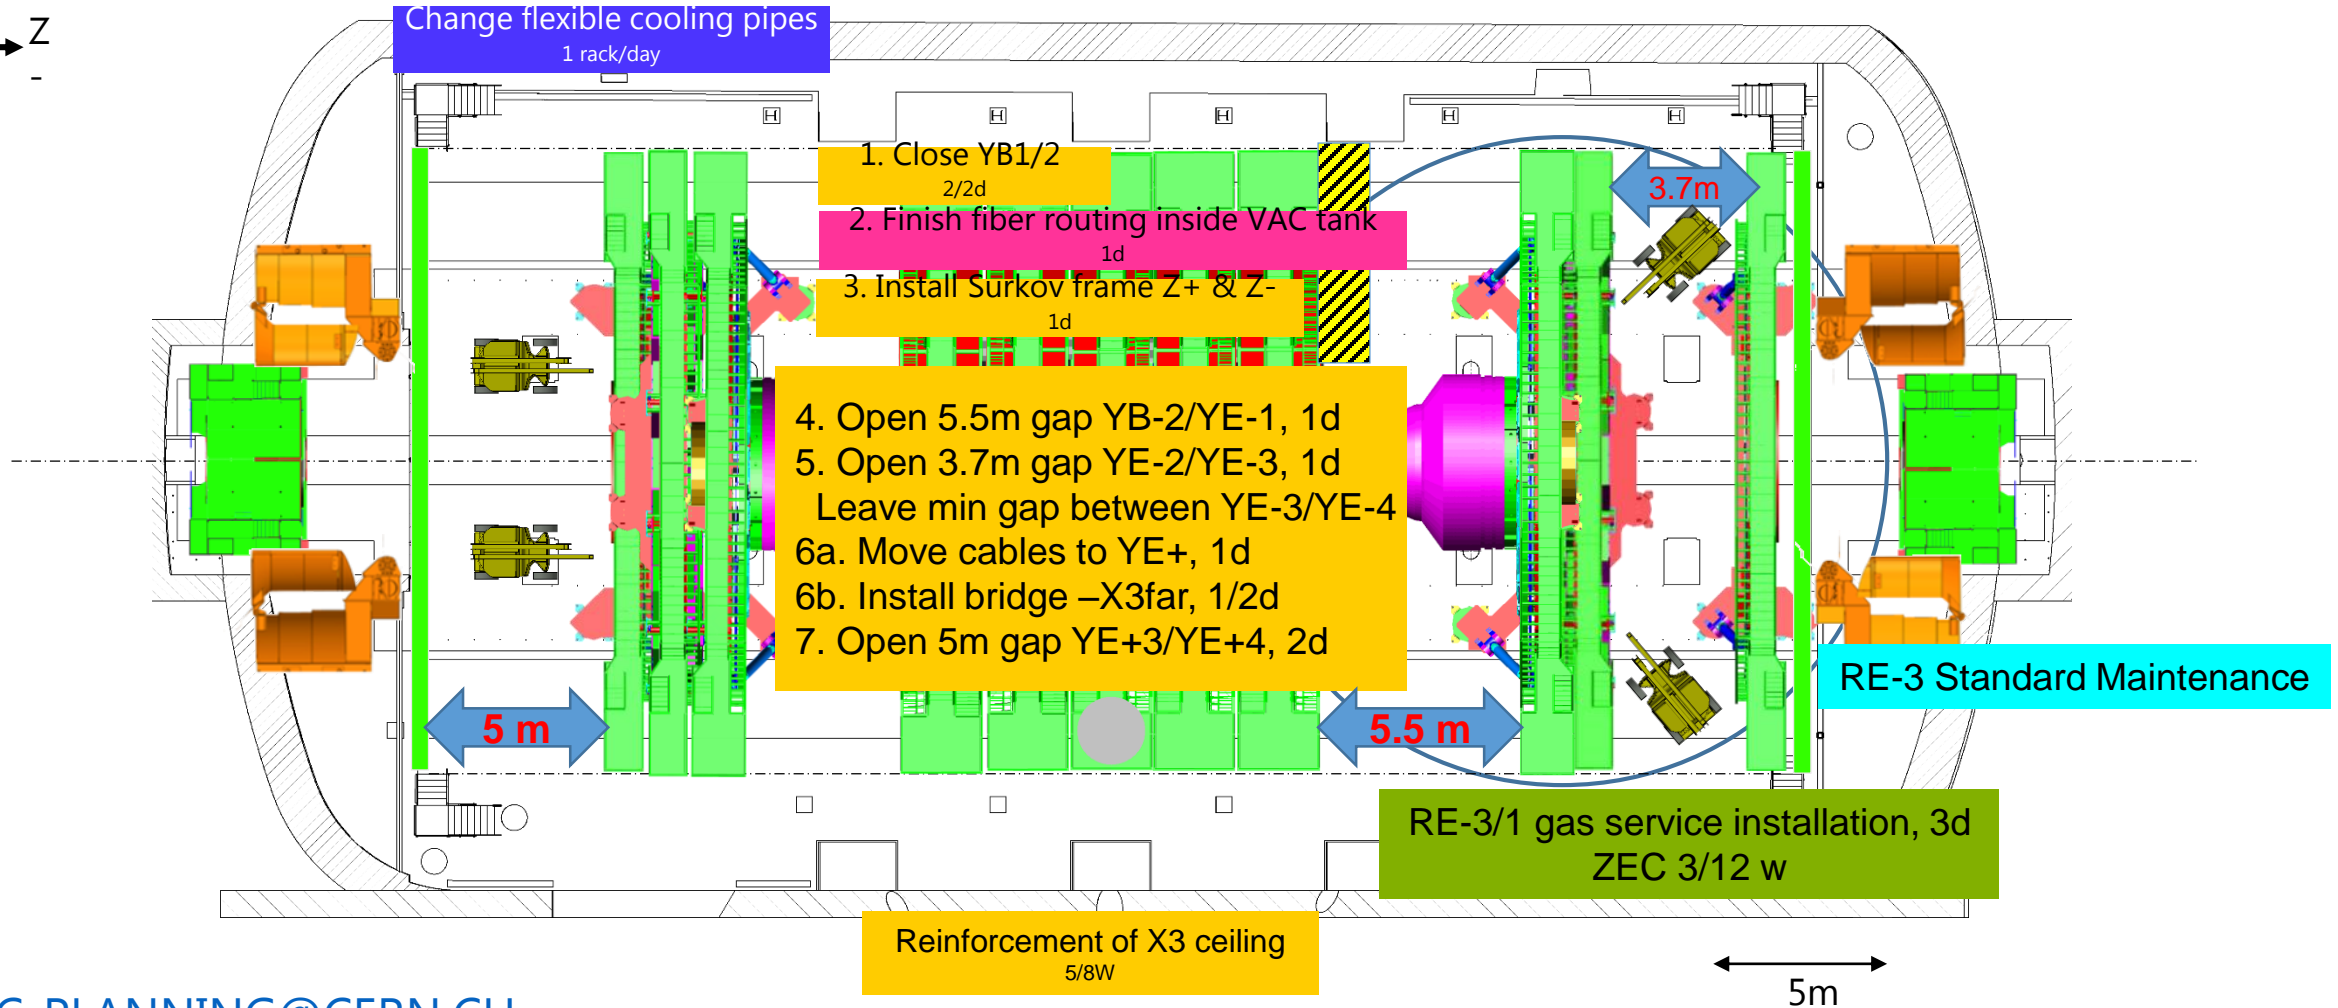 Z
-
Change flexible cooling pipes
1 rack/day
H
H
H
H
H
1. Close YB1/2
2/2d
3.7m
2. Finish fiber routing inside VAC tank
1d
3. Install Surkov frame Z+ & Z-
1d
4. Open 5.5m gap YB-2/YE-1, 1d
5. Open 3.7m gap YE-2/YE-3, 1d
Leave min gap between YE-3/YE-4
6a. Move cables to YE+, 1d
6b. Install bridge –X3far, 1/2d
7. Open 5m gap YE+3/YE+4, 2d
RE-3 Standard Maintenance
5 m
5.5 m
RE-3/1 gas service installation, 3d
ZEC 3/12 w
Reinforcement of X3 ceiling
5/8W
5m
C-PLANNING@CERN.CH